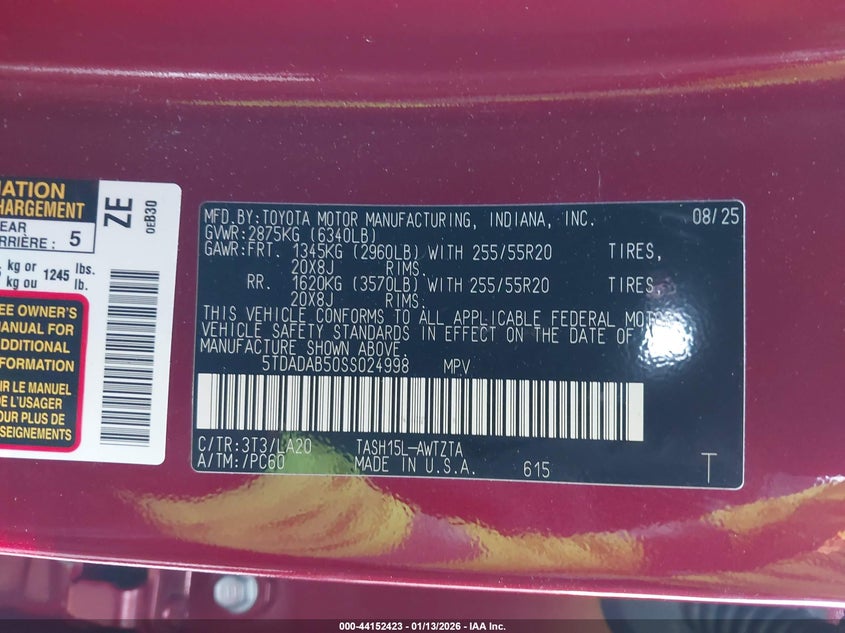 MATION
HARGEMENT
EAR
RRIÈRE : 5
kg or 1245 lbs.
kg ou lb.
EE OWNER'S
MANUAL FOR
ADDITIONAL
FORMATION
IR LE MANUEL
DE L'USAGER
POUR PLUS DE
SEIGNEMENTS
ZE
0EB30
MFD.BY:TOYOTA MOTOR MANUFACTURING, INDIANA, INC. 08/25
GVWR:2875KG (6340LB)
GAWR:FRT. 1345KG (2960LB) WITH 255/55R20 TIRES,
20X8J RIMS.
RR. 1620KG (3570LB) WITH 255/55R20 TIRES,
20X8J RIMS.
THIS VEHICLE CONFORMS TO ALL APPLICABLE FEDERAL MOTOR
VEHICLE SAFETY STANDARDS IN EFFECT ON THE DATE OF
MANUFACTURE SHOWN ABOVE.
5TDADAB50SS024998 MPV
C/TR:3T3/LA20 TASH15L-AWTZTA
A/TM:/PC60 MADE IN U.S.A. 615 T
000-44152423 - 01/13/2026 - IAA Inc.